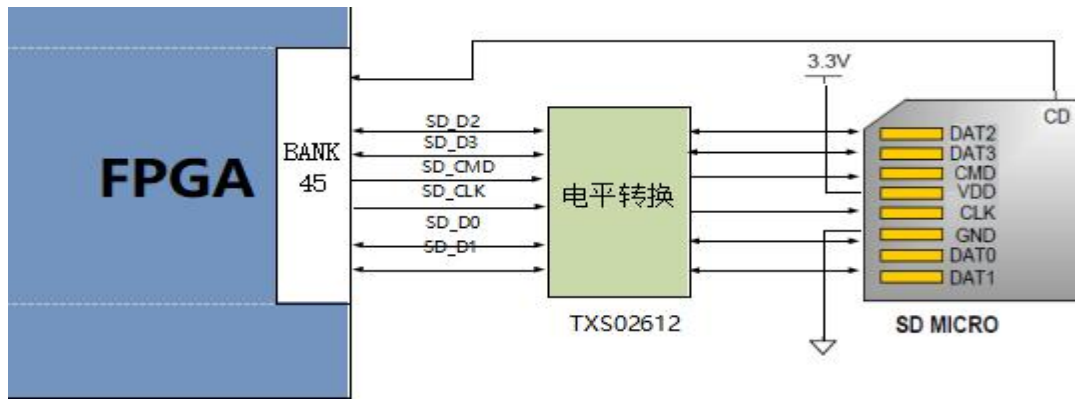 3.3V
CD
SD_D2
SD_D3
SD_CMD
SD_CLK
SD_D0
SD_D1
FPGA
BANK
45
电平转换
DAT2
DAT3
CMD
VDD
CLK
GND
DAT0
DAT1
TXS02612
SD MICRO